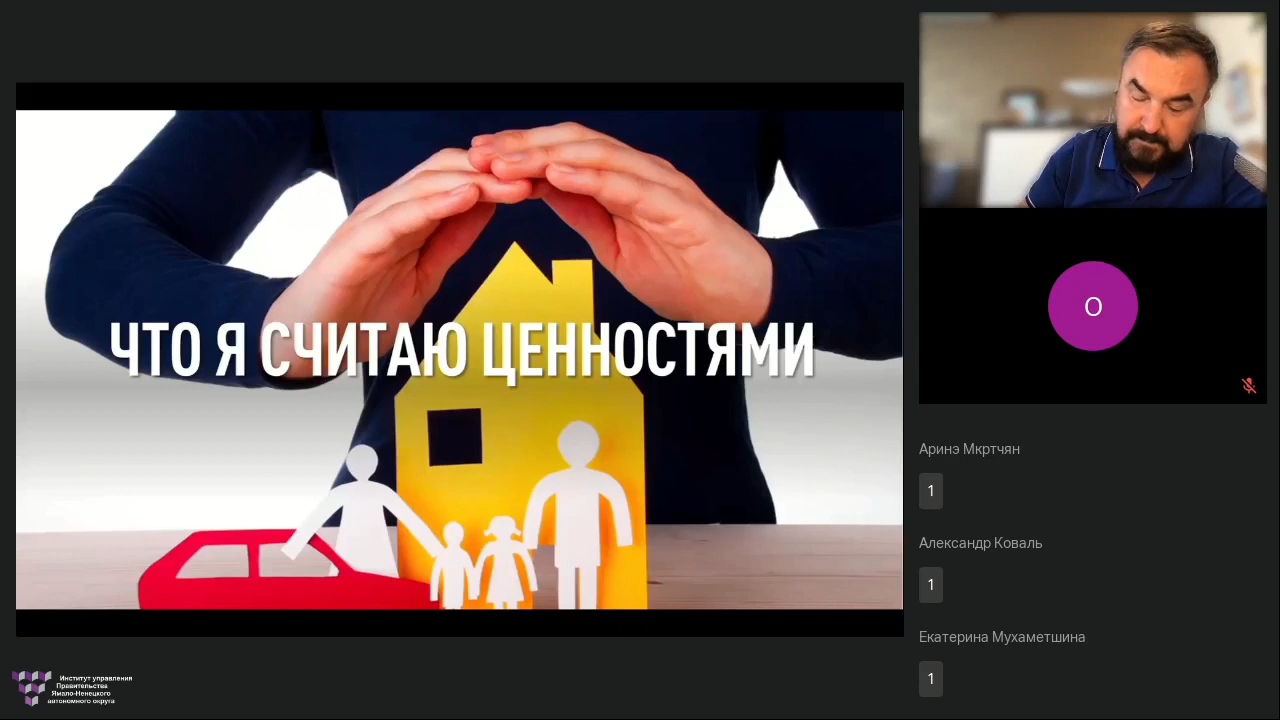 ЧТО Я СЧИТАЮ ЦЕННОСТЯМИ
О
Аринэ Мкртчян
1
Александр Коваль
1
Екатерина Мухаметшина
1
Институт управления
Правительства
Ямало-Ненецкого
автономного округа